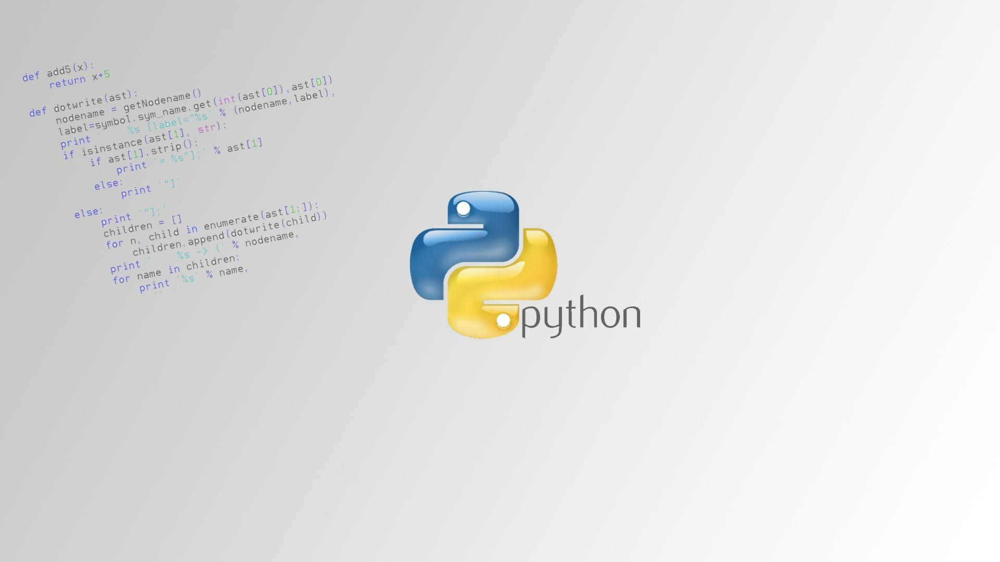 def add5(x):
    return x+5

def dotwrite(ast):
    nodename = getNodename()
    label=symbol.sym_name.get(int(ast[0]),ast[0])
    print '    %s [label="%s' % (nodename,label),
    if isinstance(ast[1], str):
        if ast[1].strip():
            print '= %s"];' % ast[1]
        else:
            print '"]'
    else:
        print '"];'
        children = []
        for n, child in enumerate(ast[1:]):
            children.append(dotwrite(child))
        print '    %s -> {' % nodename,
        for name in children:
            print '%s' % name,
python